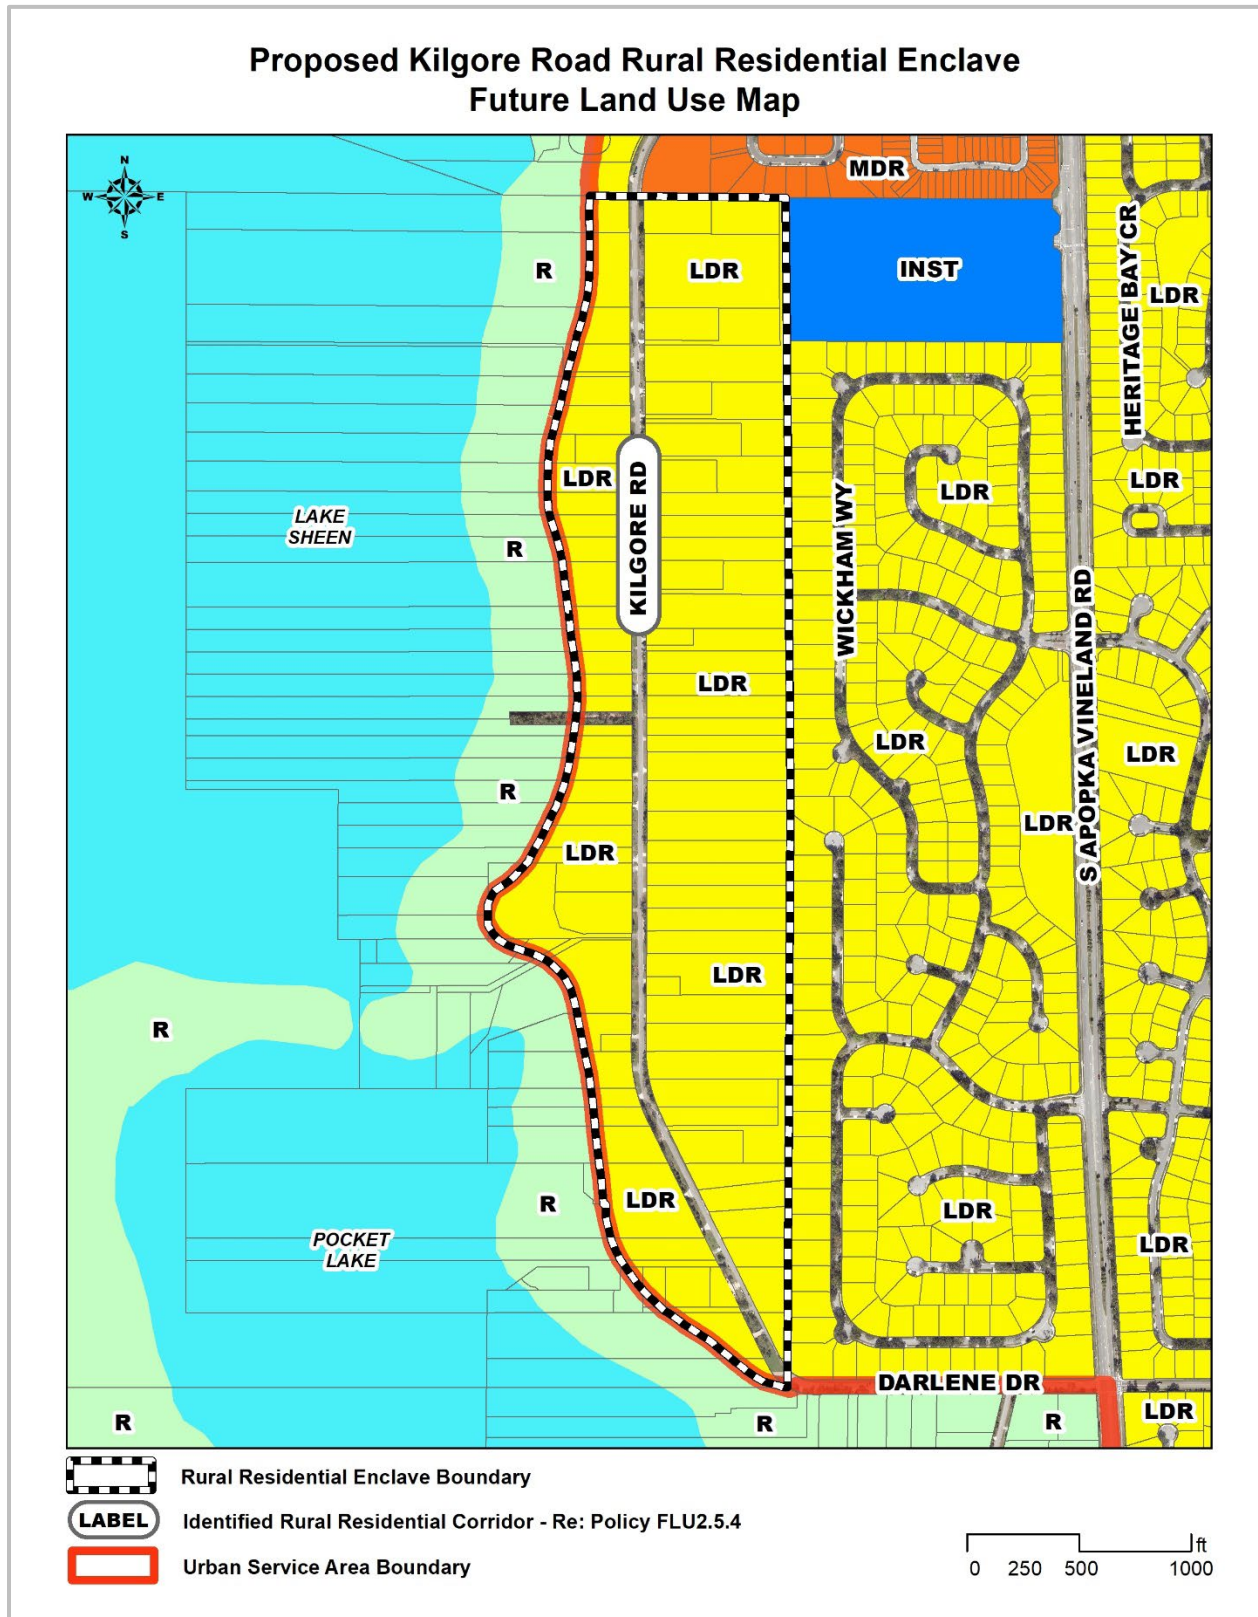 Proposed Kilgore Road Rural Residential Enclave
Future Land Use Map
N
W E
S
MDR
R
LDR
INST
HERITAGE BAY CR
LDR
LDR
KILGORE RD
LDR
LDR
LAKE
SHEEN
R
WICKHAM WY
S APOPKA VINELAND RD
LDR
LDR
LDR
R
LDR
LDR
LDR
R
R
LDR
LDR
POCKET
LAKE
LDR
DARLENE DR
R
R
R
LDR
Rural Residential Enclave Boundary
LABEL Identified Rural Residential Corridor - Re: Policy FLU2.5.4
Urban Service Area Boundary
ft
0 250 500 1000